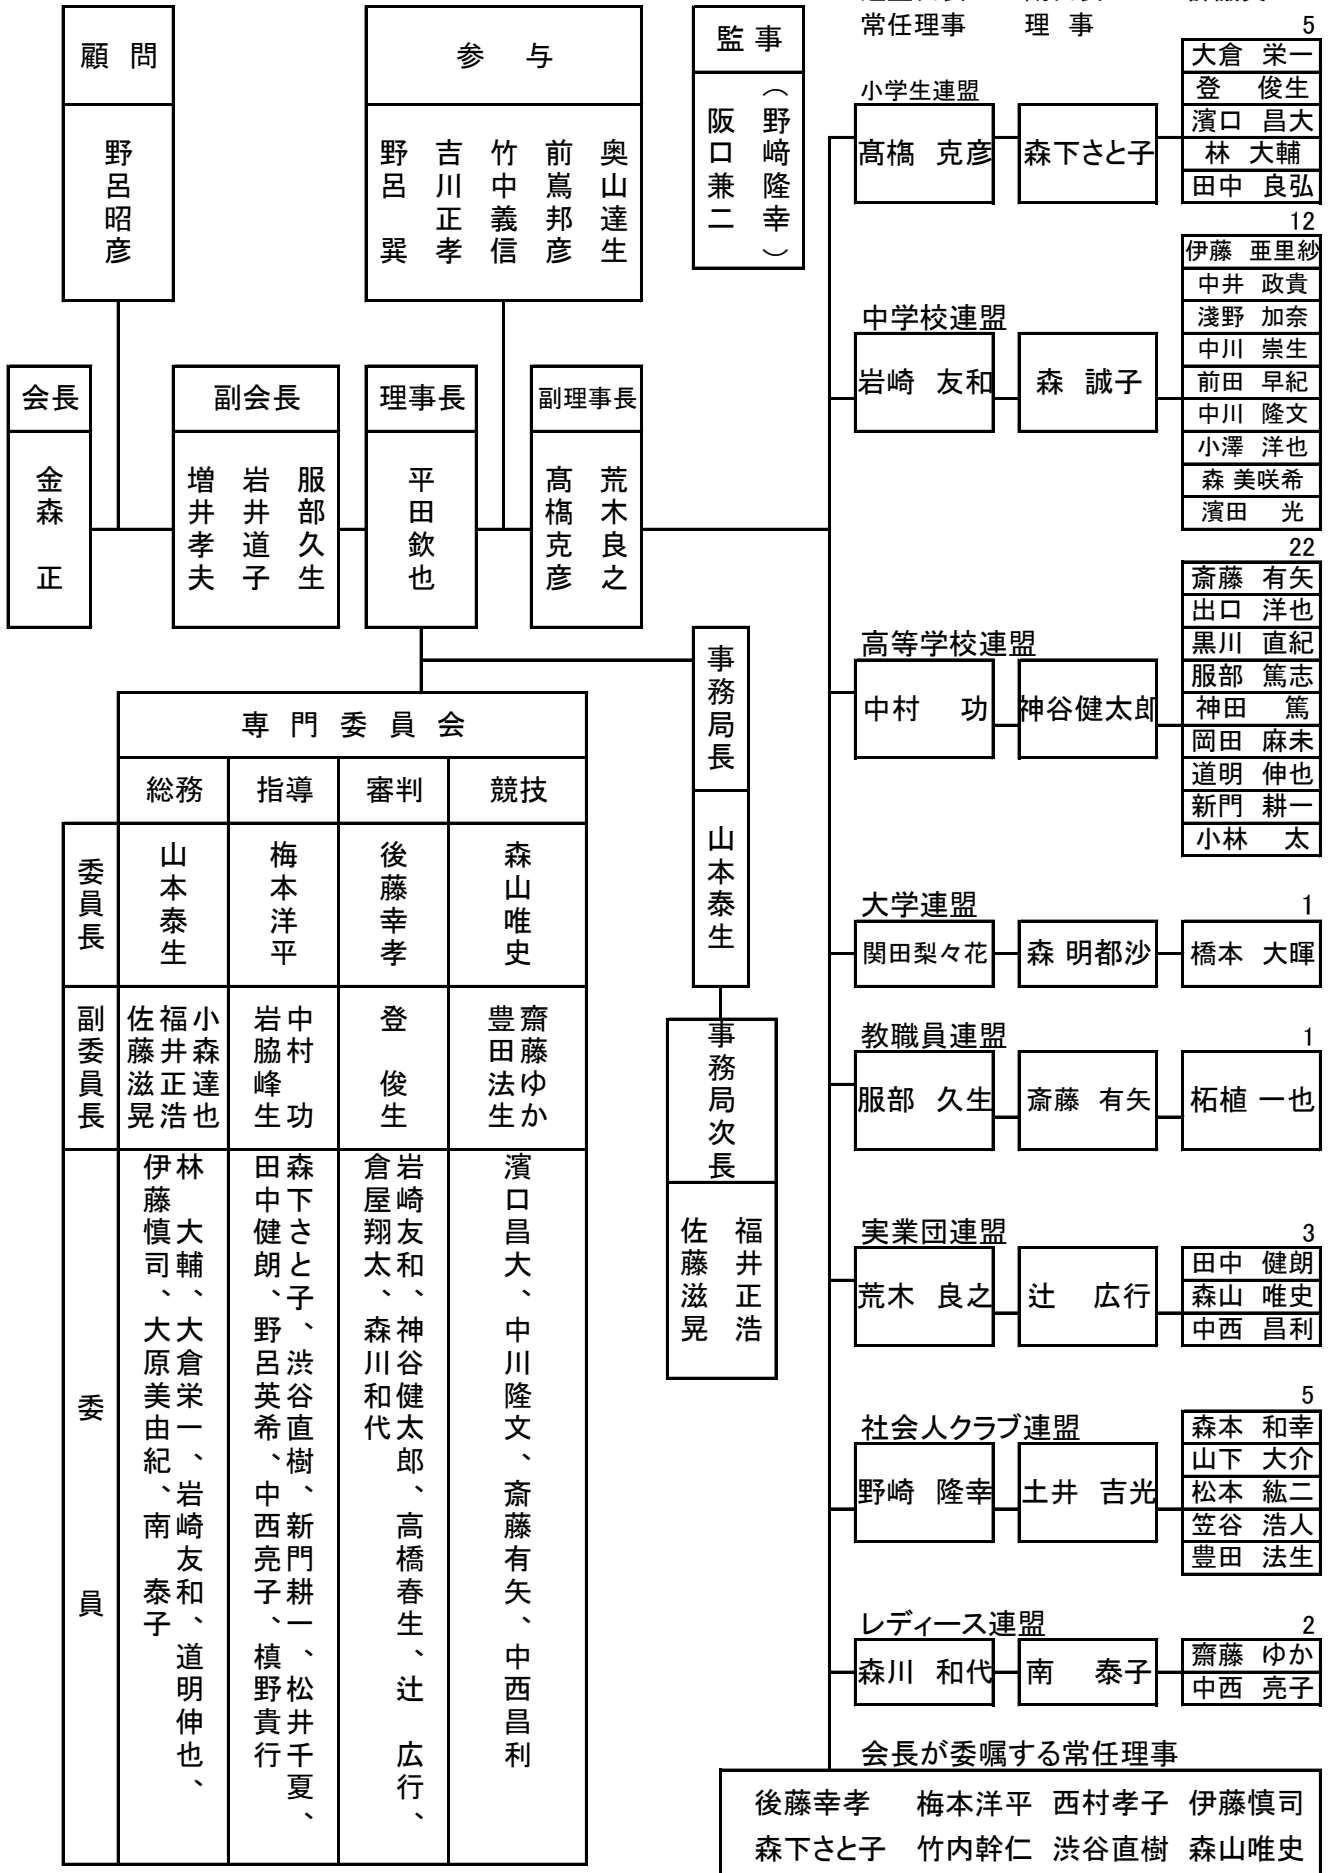 常任理事 理 事
顧 問
野呂昭彦
参 与
奥山達生
前嶌邦彦
竹中義信
吉川正孝
野呂 巽
監 事
（野﨑隆幸）
阪口兼二
会長
金森 正
副会長
服部久生
岩井道子
増井孝夫
理事長
平田欽也
副理事長
荒木良之
髙橋克彦
事務局長
山本泰生
事務局次長
福井正浩
佐藤滋晃
専 門 委 員 会
総務 指導 審判 競技
委員長
山本泰生
梅本洋平
後藤幸孝
森山唯史
副委員長
小森達也
福井正浩
佐藤滋晃
中村 功
岩脇峰生
登 俊生
齋藤ゆか
豊田法生
委 員
林 大輔、大倉栄一、岩崎友和、道明伸也、
伊藤慎司、大原美由紀、南 泰子
森下さと子、渋谷直樹、新門耕一、松井千夏、
田中健朗、野呂英希、中西亮子、槙野貴行
岩崎友和、神谷健太郎、高橋春生、辻 広行、
倉屋翔太、森川和代
濱口昌大、中川隆文、斎藤有矢、中西昌利
小学生連盟
5
髙橋 克彦
森下さと子
大倉 栄一
登 俊生
濱口 昌大
林 大輔
田中 良弘
中学校連盟
12
岩崎 友和
森 誠子
伊藤 亜里紗
中井 政貴
淺野 加奈
中川 崇生
前田 早紀
中川 隆文
小澤 洋也
森 美咲希
濱田 光
高等学校連盟
22
中村 功
神谷健太郎
斎藤 有矢
出口 洋也
黒川 直紀
服部 篤志
神田 篤
岡田 麻未
道明 伸也
新門 耕一
小林 太
大学連盟
1
関田梨々花
森 明都沙
橋本 大暉
教職員連盟
1
服部 久生
斎藤 有矢
柘植 一也
実業団連盟
3
荒木 良之
辻 広行
田中 健朗
森山 唯史
中西 昌利
社会人クラブ連盟
5
野崎 隆幸
土井 吉光
森本 和幸
山下 大介
松本 紘二
笠谷 浩人
豊田 法生
レディース連盟
2
森川 和代
南 泰子
齋藤 ゆか
中西 亮子
会長が委嘱する常任理事
後藤幸孝 梅本洋平 西村孝子 伊藤慎司
森下さと子 竹内幹仁 渋谷直樹 森山唯史